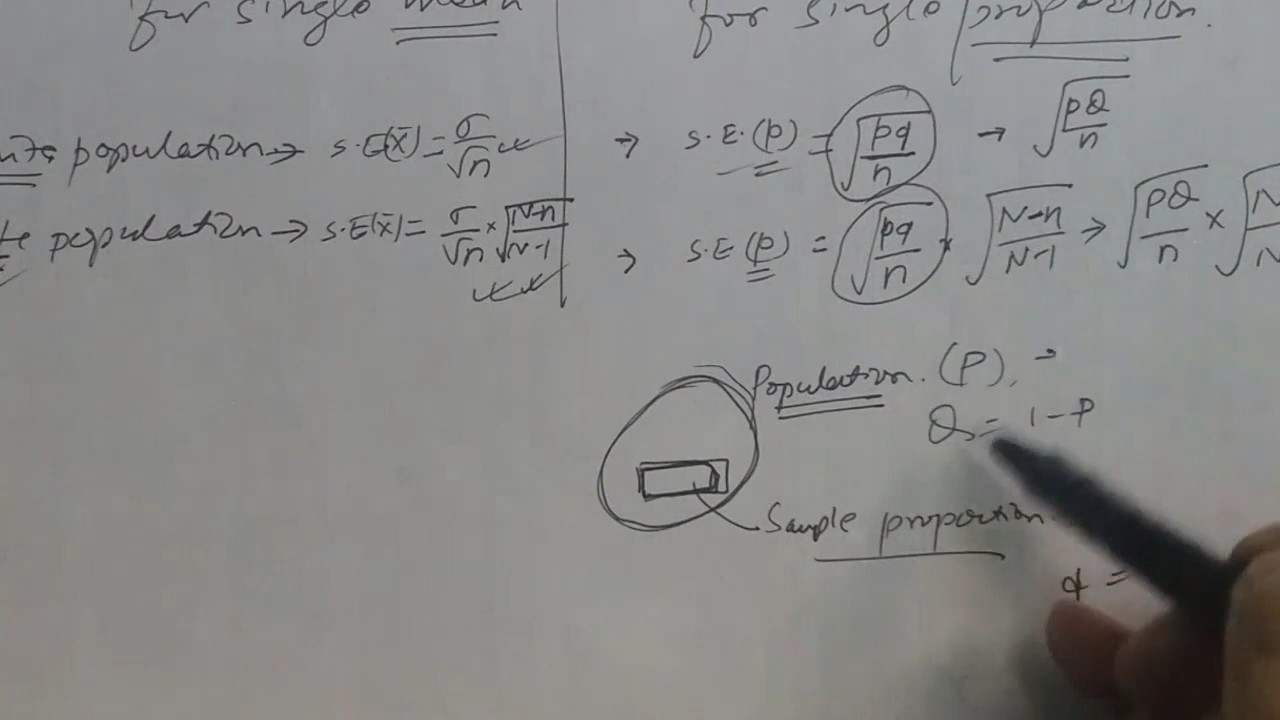 for single mean
for single proportion.
population → S.E(x̄) = σ/√n
→ S.E.(p) = √(pq/n) → √(PQ/n)
population → S.E(x̄) = σ/√n × √(N-n/N-1)
→ S.E(p) = √(pq/n) × √(N-n/N-1) → √(PQ/n) × √
Population. (P),
Q = 1-P
Sample proportion.
q =